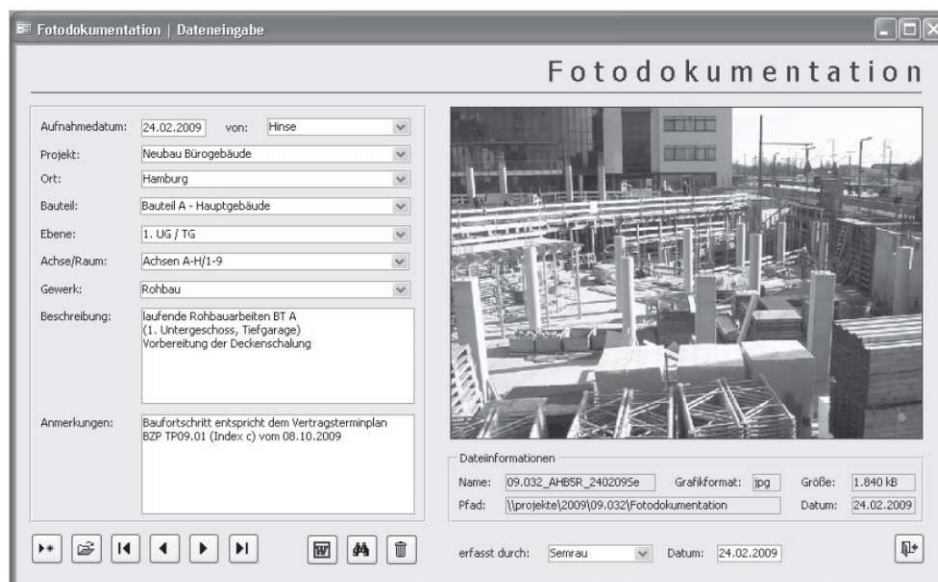 Fotodokumentation | Dateneingabe
Fotodokumentation
Aufnahmedatum: 24.02.2009 von: Hinse
Projekt: Neubau Bürogebäude
Ort: Hamburg
Bauteil: Bauteil A - Hauptgebäude
Ebene: 1. UG / TG
Achse/Raum: Achsen A-H/1-9
Gewerk: Rohbau
Beschreibung: laufende Rohbauarbeiten BT A
(1. Untergeschoss, Tiefgarage)
Vorbereitung der Deckenschalung
Anmerkungen: Baufortschritt entspricht dem Vertragsterminplan
BZP TP09.01 (Index c) vom 08.10.2009
Dateiinformationen
Name: 09.032_AHBSR_240209Se Grafikformat: jpg Größe: 1.840 kB
Pfad: \\projekte\2009\09.032\Fotodokumentation Datum: 24.02.2009
erfasst durch: Semrau Datum: 24.02.2009
W